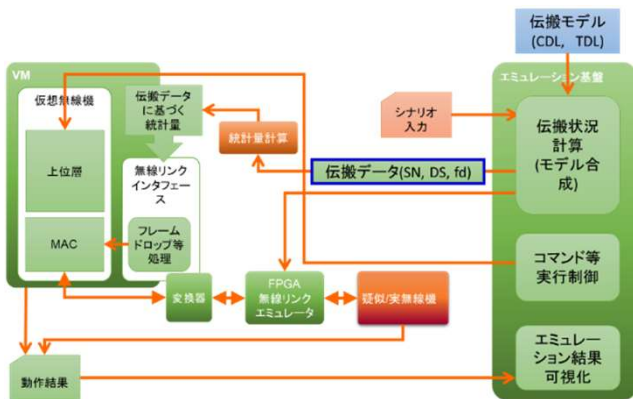 伝搬モデル
(CDL, TDL)
VM
エミュレーション基盤
仮想無線機
伝搬データ
に基づく
統計量
シナリオ
入力
伝搬状況
計算
(モデル合
成)
統計量計算
上位層
無線リンク
インタフェー
ス
伝搬データ(SN, DS, fd)
MAC
フレーム
ドロップ等
処理
コマンド等
実行制御
変換器
FPGA
無線リンク
エミュレータ
疑似/実無線機
エミュレー
ション結果
可視化
動作結果